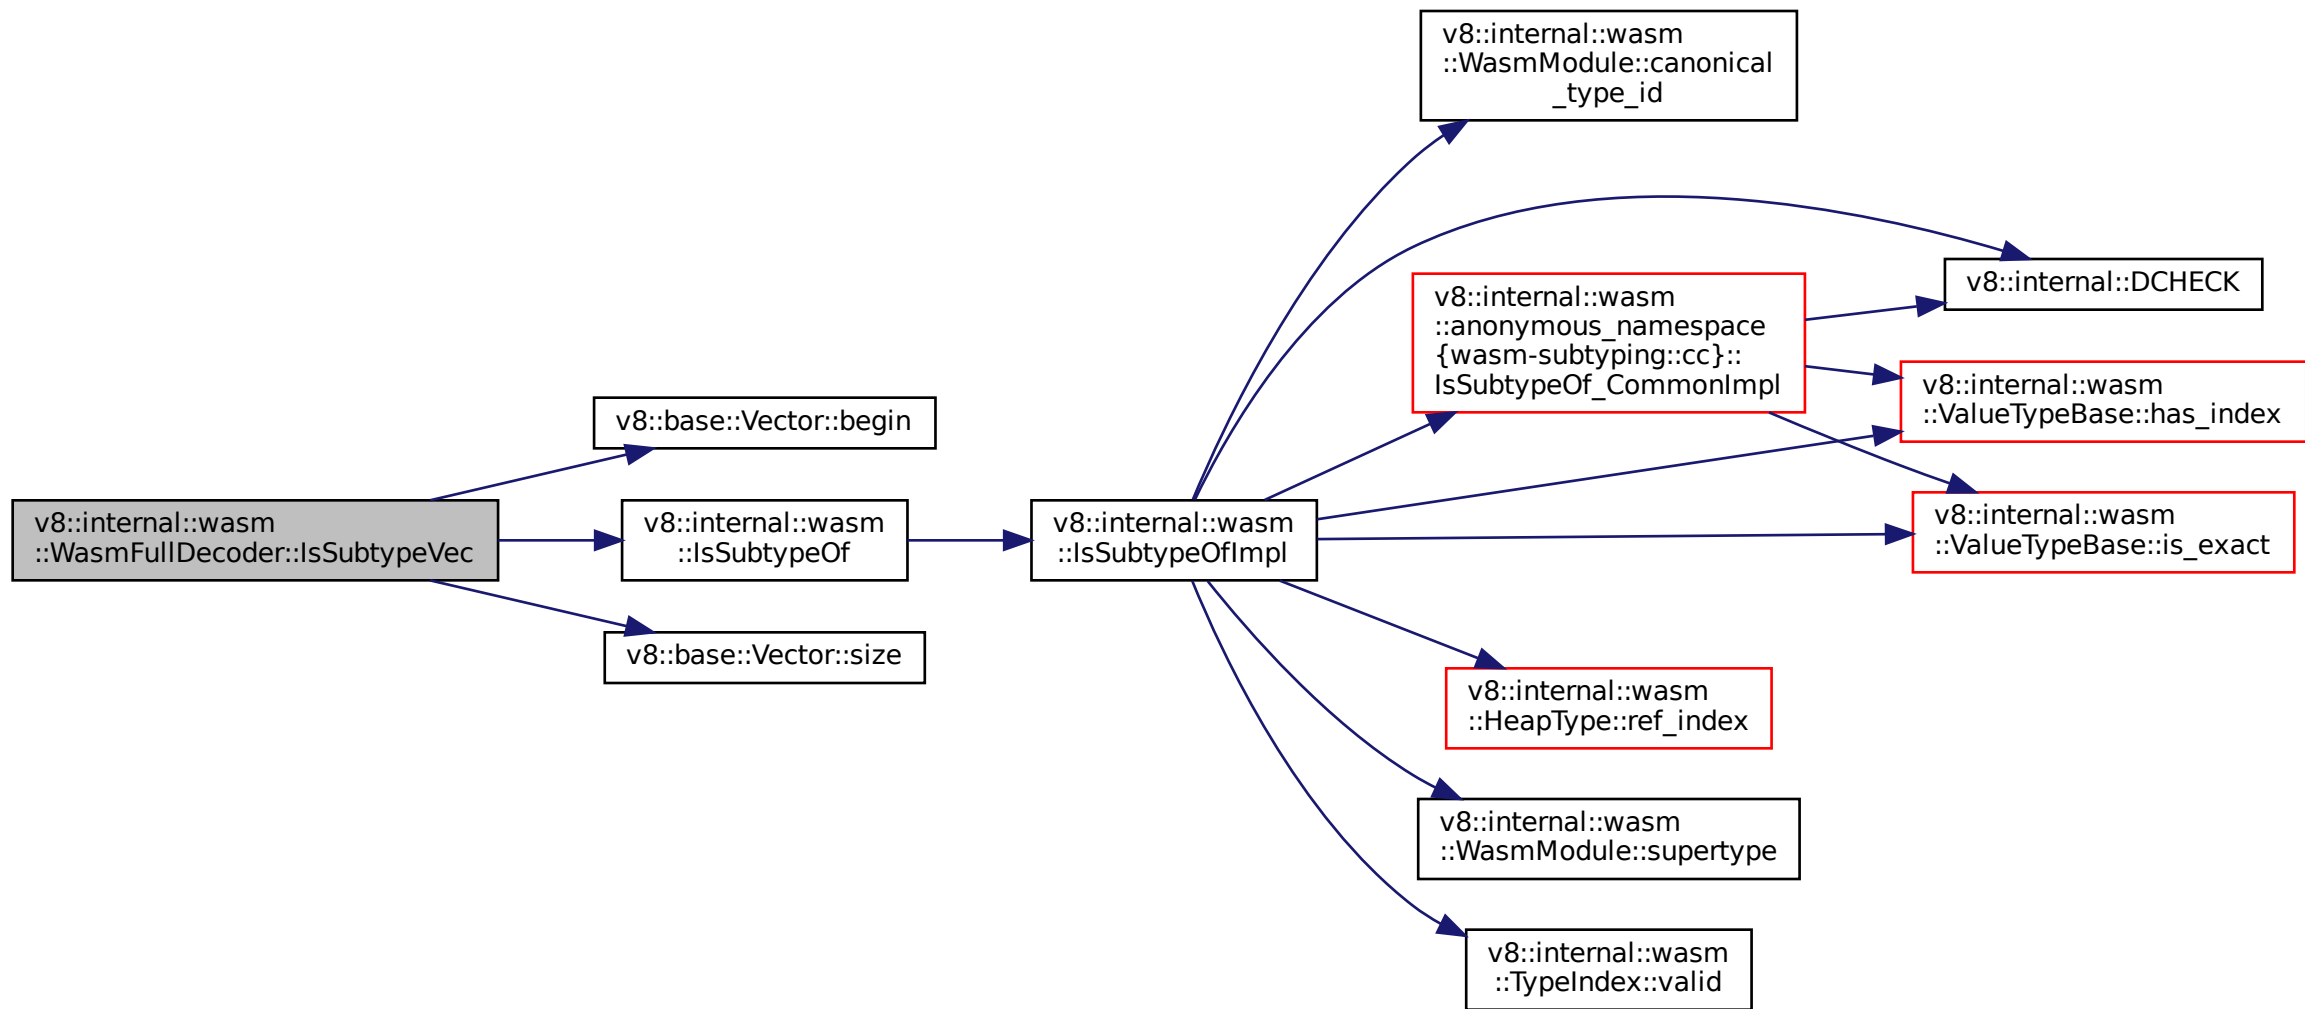 v8::internal::wasm
::WasmFullDecoder::IsSubtypeVec
v8::base::Vector::begin
v8::internal::wasm
::IsSubtypeOf
v8::base::Vector::size
v8::internal::wasm
::IsSubtypeOfImpl
v8::internal::wasm
::WasmModule::canonical
_type_id
v8::internal::wasm
::anonymous_namespace
{wasm-subtyping::cc}::
IsSubtypeOf_CommonImpl
v8::internal::DCHECK
v8::internal::wasm
::ValueTypeBase::has_index
v8::internal::wasm
::ValueTypeBase::is_exact
v8::internal::wasm
::HeapType::ref_index
v8::internal::wasm
::WasmModule::supertype
v8::internal::wasm
::TypeIndex::valid